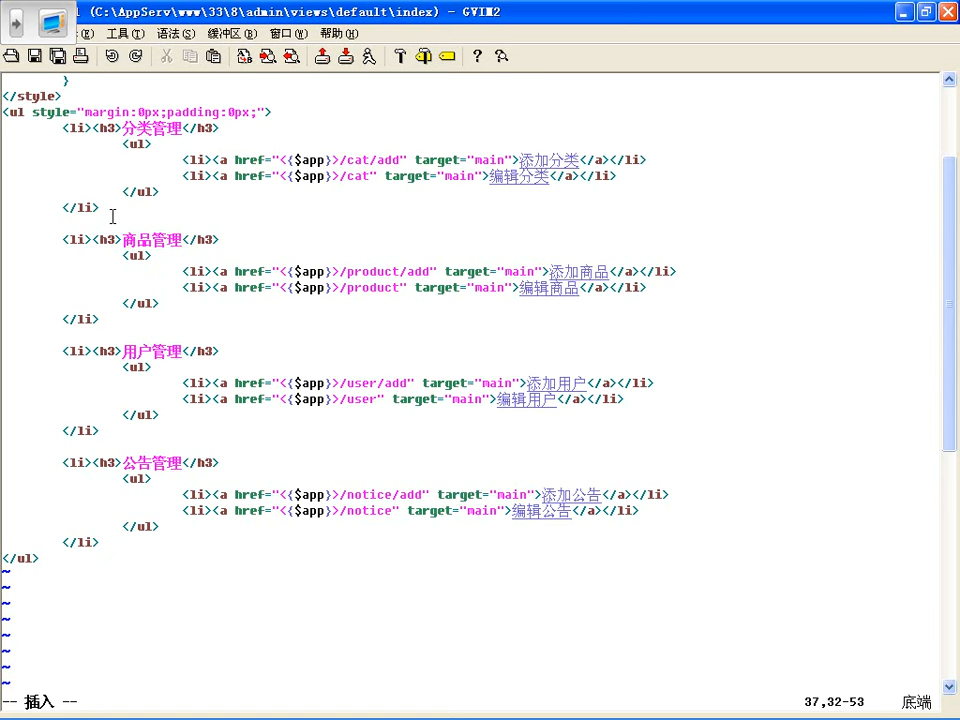 1 (C:\AppServ\www\33\8\admin\views\default\index) - GVIM2
(E) 工具(T) 语法(S) 缓冲区(B) 窗口(W) 帮助(H)
}
</style>
<ul style="margin:0px;padding:0px;">
<li><h3>分类管理</h3>
<ul>
<li><a href="<{$app}>/cat/add" target="main">添加分类</a></li>
<li><a href="<{$app}>/cat" target="main">编辑分类</a></li>
</ul>
</li>
<li><h3>商品管理</h3>
<ul>
<li><a href="<{$app}>/product/add" target="main">添加商品</a></li>
<li><a href="<{$app}>/product" target="main">编辑商品</a></li>
</ul>
</li>
<li><h3>用户管理</h3>
<ul>
<li><a href="<{$app}>/user/add" target="main">添加用户</a></li>
<li><a href="<{$app}>/user" target="main">编辑用户</a></li>
</ul>
</li>
<li><h3>公告管理</h3>
<ul>
<li><a href="<{$app}>/notice/add" target="main">添加公告</a></li>
<li><a href="<{$app}>/notice" target="main">编辑公告</a></li>
</ul>
</li>
</ul>
~
~
~
~
~
~
~
~
-- 插入 -- 37,32-53 底端